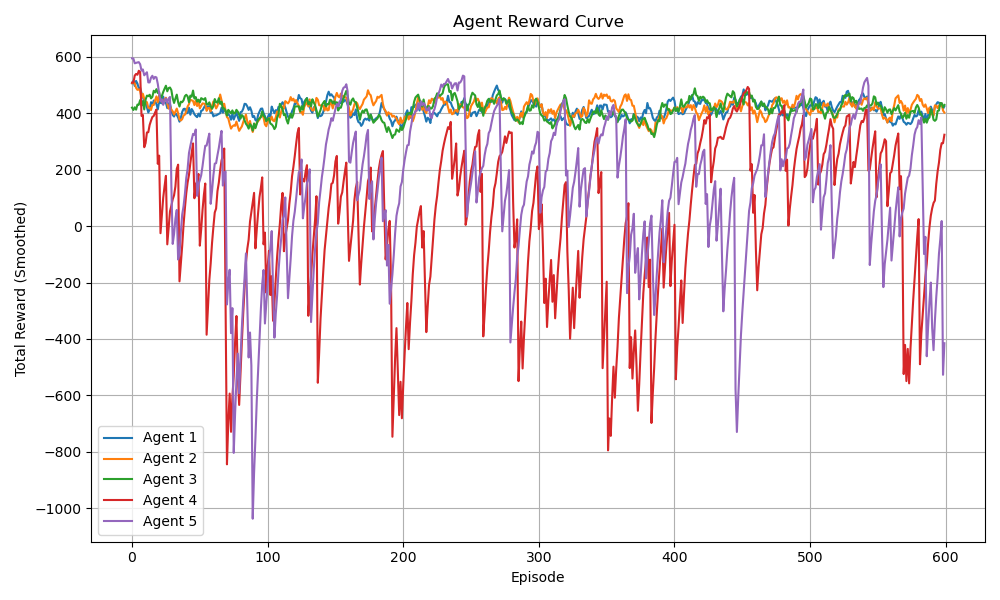 Agent Reward Curve
Total Reward (Smoothed)
600
400
200
0
−200
−400
−600
−800
−1000
Agent 1
Agent 2
Agent 3
Agent 4
Agent 5
0 100 200 300 400 500 600
Episode